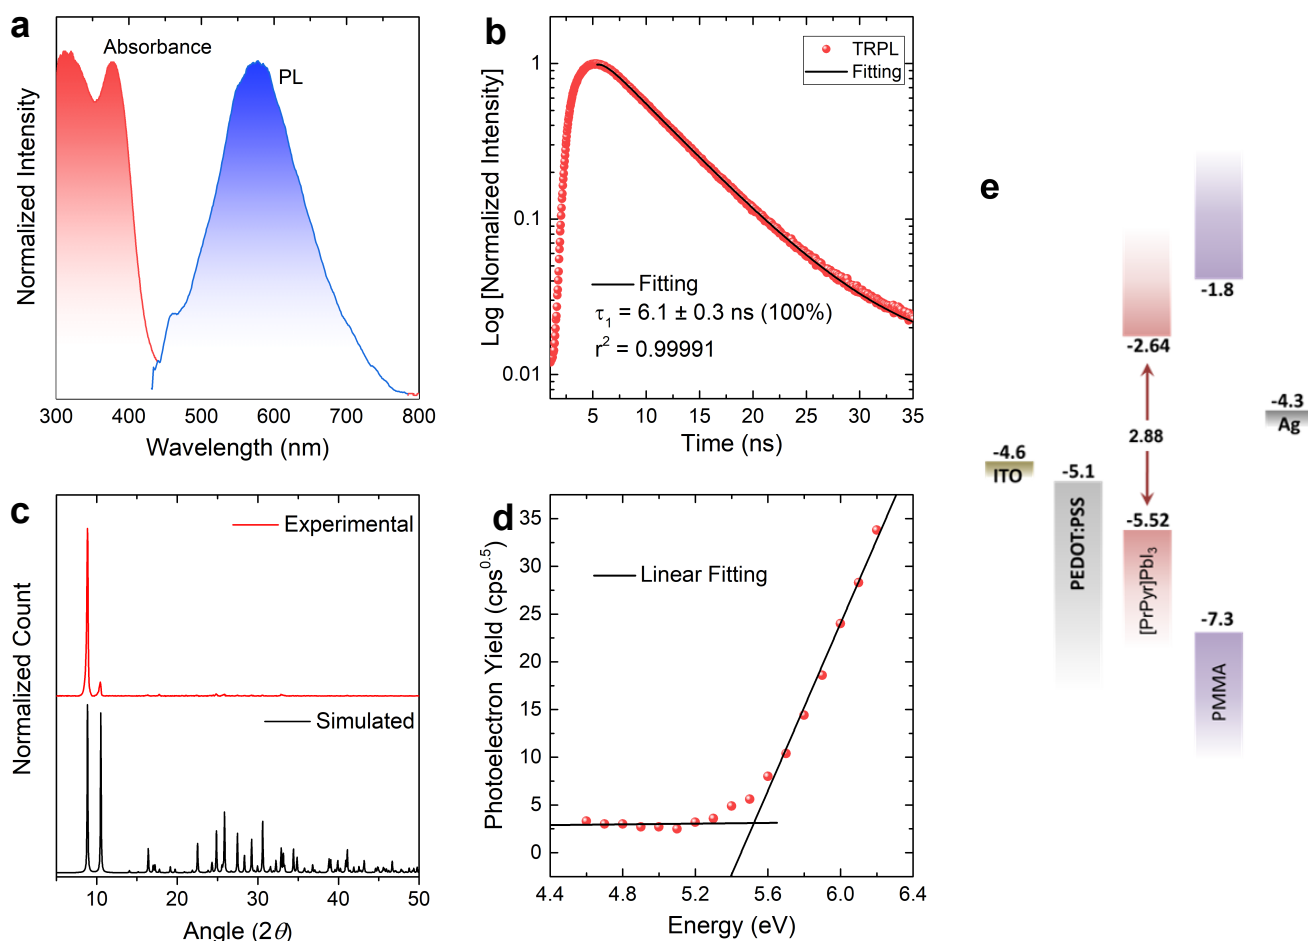 a
Absorbance
PL
Normalized Intensity
300 400 500 600 700 800
Wavelength (nm)
b
TRPL
Fitting
1
0.1
0.01
Log [Normalized Intensity]
Fitting
τ1 = 6.1 ± 0.3 ns (100%)
r2 = 0.99991
5 10 15 20 25 30 35
Time (ns)
c
Experimental
Simulated
Normalized Count
10 20 30 40 50
Angle (2θ)
d
Linear Fitting
35
30
25
20
15
10
5
0
Photoelectron Yield (cps0.5)
4.4 4.8 5.2 5.6 6.0 6.4
Energy (eV)
e
-1.8
-2.64
-4.3
Ag
2.88
-4.6
ITO
-5.1
PEDOT:PSS
-5.52
[PrPyr]PbI3
-7.3
PMMA